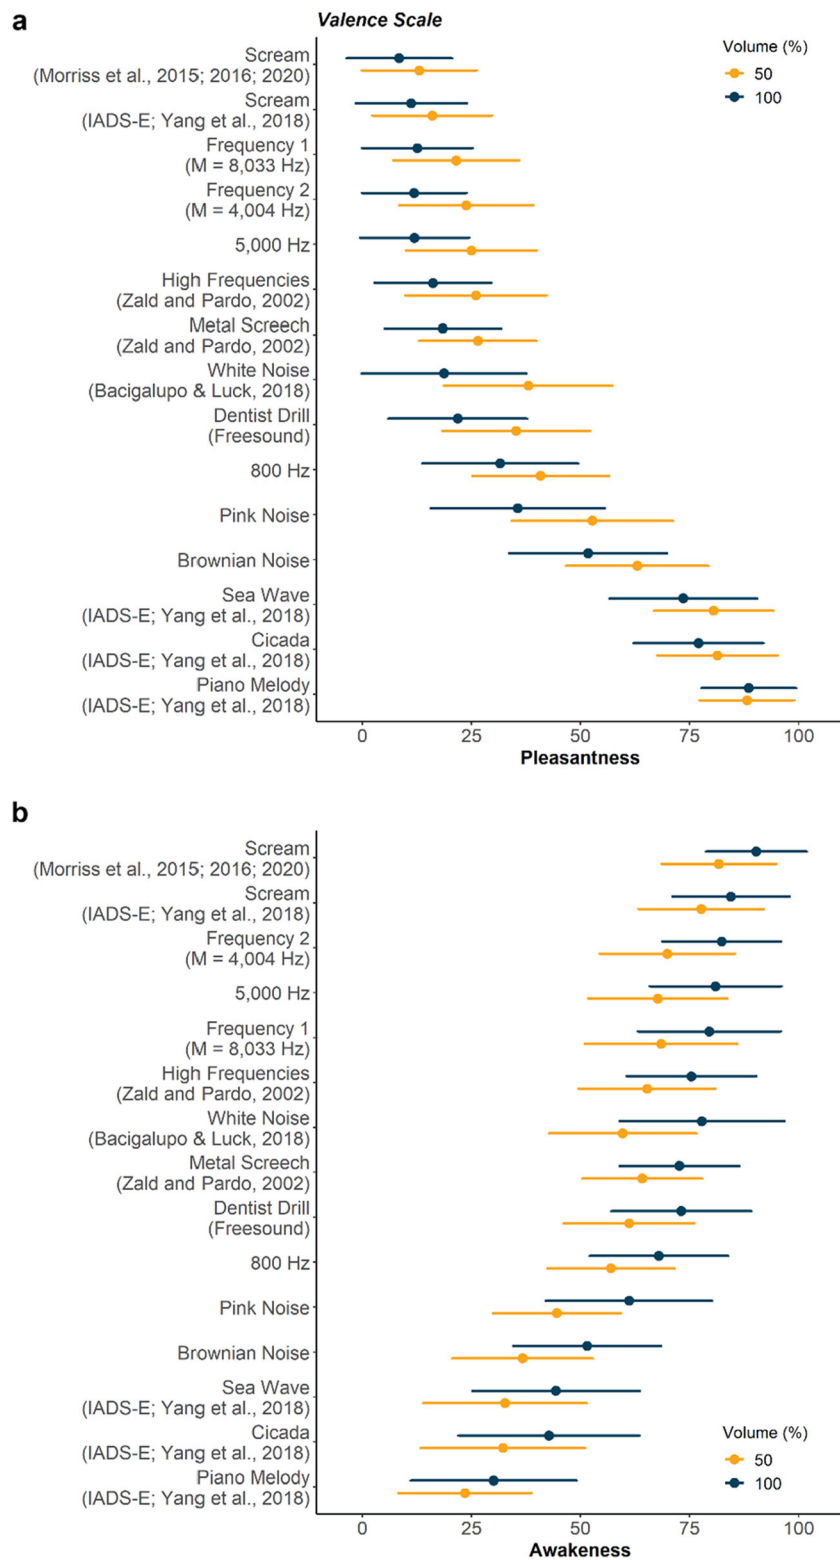 a
Valence Scale
Volume (%)
50
100
Scream
(Morriss et al., 2015; 2016; 2020)
Scream
(IADS-E; Yang et al., 2018)
Frequency 1
(M = 8,033 Hz)
Frequency 2
(M = 4,004 Hz)
5,000 Hz
High Frequencies
(Zald and Pardo, 2002)
Metal Screech
(Zald and Pardo, 2002)
White Noise
(Bacigalupo & Luck, 2018)
Dentist Drill
(Freesound)
800 Hz
Pink Noise
Brownian Noise
Sea Wave
(IADS-E; Yang et al., 2018)
Cicada
(IADS-E; Yang et al., 2018)
Piano Melody
(IADS-E; Yang et al., 2018)
0 25 50 75 100
Pleasantness
b
Scream
(Morriss et al., 2015; 2016; 2020)
Scream
(IADS-E; Yang et al., 2018)
Frequency 2
(M = 4,004 Hz)
5,000 Hz
Frequency 1
(M = 8,033 Hz)
High Frequencies
(Zald and Pardo, 2002)
White Noise
(Bacigalupo & Luck, 2018)
Metal Screech
(Zald and Pardo, 2002)
Dentist Drill
(Freesound)
800 Hz
Pink Noise
Brownian Noise
Sea Wave
(IADS-E; Yang et al., 2018)
Cicada
(IADS-E; Yang et al., 2018)
Piano Melody
(IADS-E; Yang et al., 2018)
Volume (%)
50
100
0 25 50 75 100
Awakeness